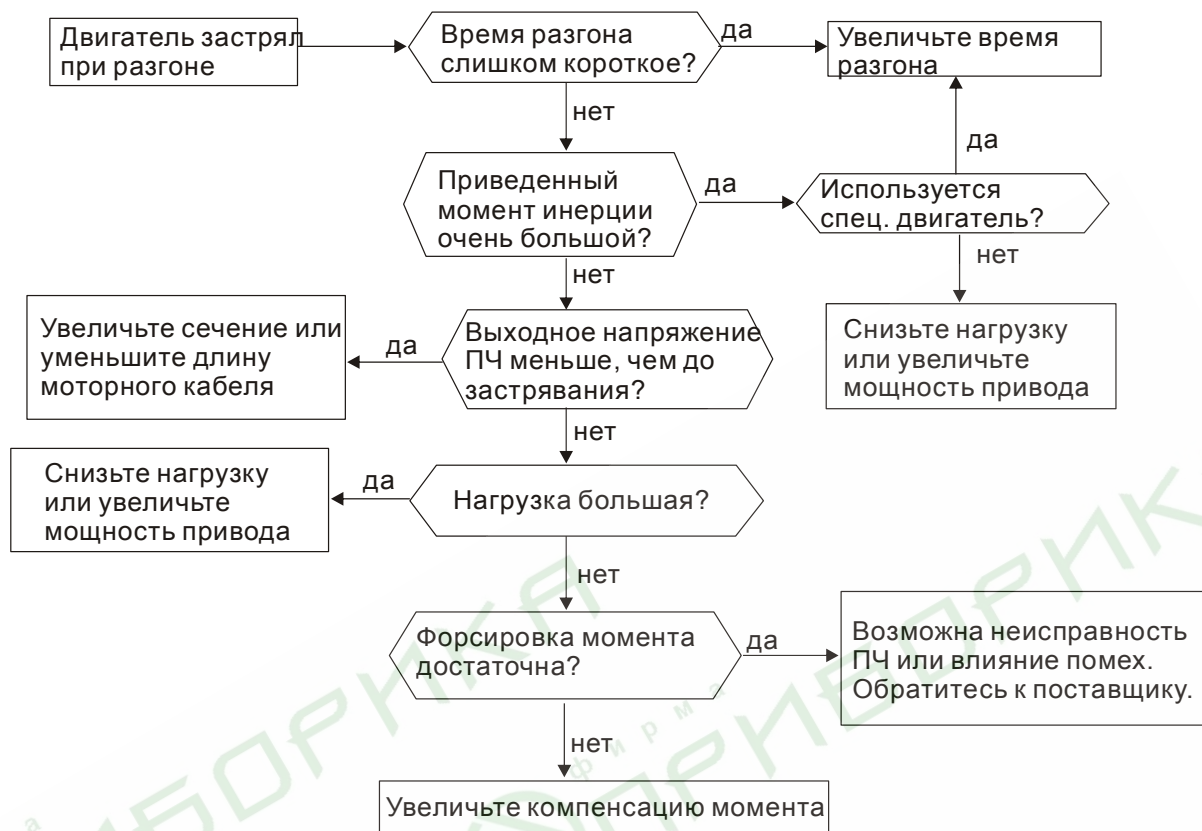 Двигатель застрял
при разгоне
Время разгона
слишком короткое?
да
Увеличьте время
разгона
нет
да
Приведенный
момент инерции
очень большой?
да
Используется
спец. двигатель?
нет
нет
Увеличьте сечение или
уменьшите длину
моторного кабеля
да
Выходное напряжение
ПЧ меньше, чем до
застрявания?
Снизьте нагрузку
или увеличьте
мощность привода
нет
Снизьте нагрузку
или увеличьте
мощность привода
да
Нагрузка большая?
нет
Форсировка момента
достаточна?
да
Возможна неисправность
ПЧ или влияние помех.
Обратитесь к поставщику.
нет
Увеличьте компенсацию момента
фирма